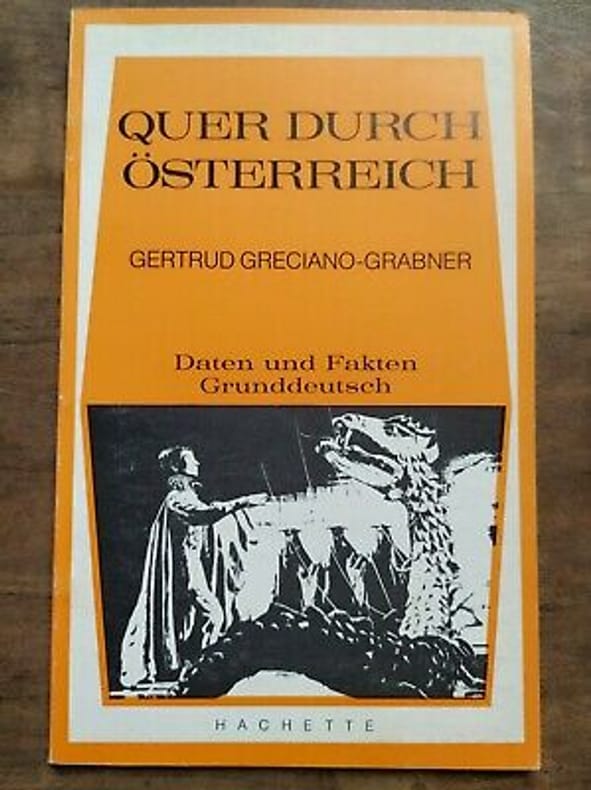 QUER DURCH
ÖSTERREICH
GERTRUD GRECIANO-GRABNER
Daten und Fakten
Grunddeutsch
HACHETTE